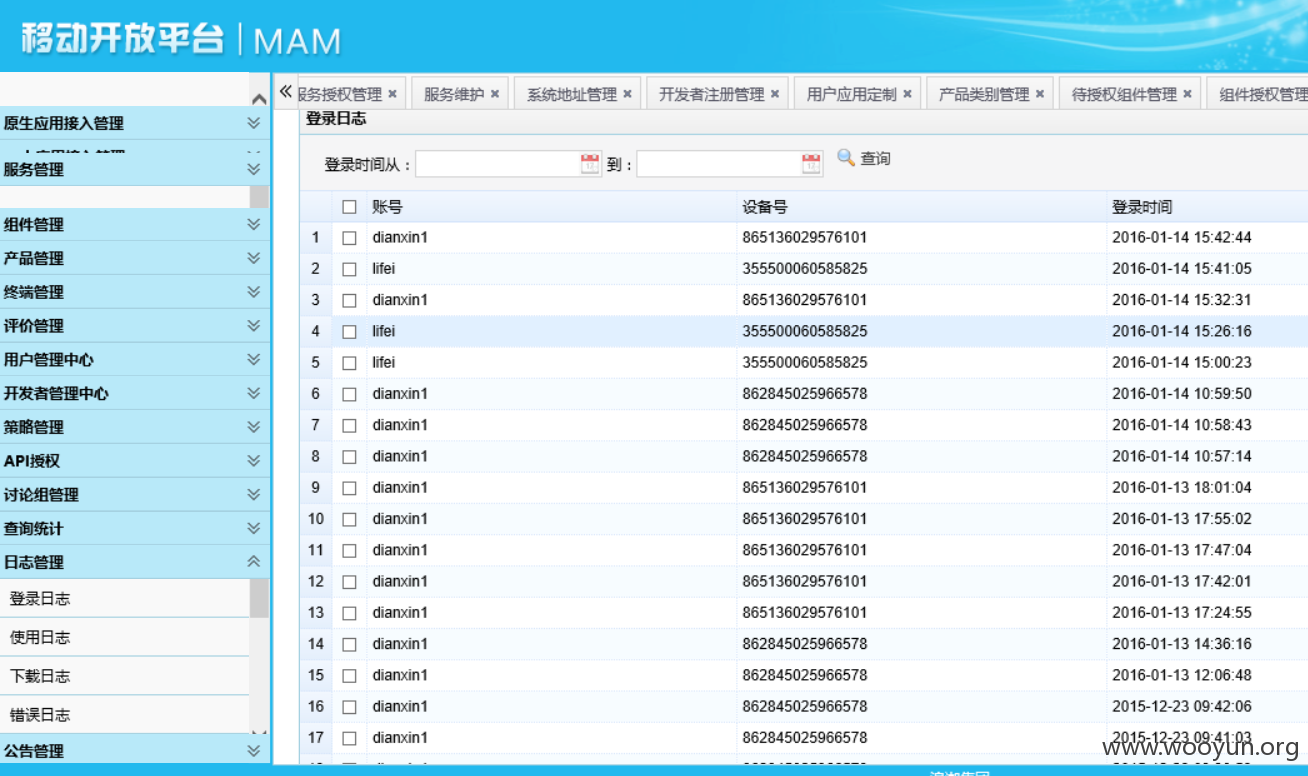 移动开放平台 | MAM
服务授权管理 × 服务维护 × 系统地址管理 × 开发者注册管理 × 用户应用定制 × 产品类别管理 × 待授权组件管理 × 组件授权管理
原生应用接入管理
服务管理
组件管理
产品管理
终端管理
评价管理
用户管理中心
开发者管理中心
策略管理
API授权
讨论组管理
查询统计
日志管理
登录日志
使用日志
下载日志
错误日志
公告管理
登录日志
登录时间从： 到： 查询
账号 设备号 登录时间
1 dianxin1 865136029576101 2016-01-14 15:42:44
2 lifei 355500060585825 2016-01-14 15:41:05
3 dianxin1 865136029576101 2016-01-14 15:32:31
4 lifei 355500060585825 2016-01-14 15:26:16
5 lifei 355500060585825 2016-01-14 15:00:23
6 dianxin1 862845025966578 2016-01-14 10:59:50
7 dianxin1 862845025966578 2016-01-14 10:58:43
8 dianxin1 862845025966578 2016-01-14 10:57:14
9 dianxin1 865136029576101 2016-01-13 18:01:04
10 dianxin1 865136029576101 2016-01-13 17:55:02
11 dianxin1 865136029576101 2016-01-13 17:47:04
12 dianxin1 865136029576101 2016-01-13 17:42:01
13 dianxin1 865136029576101 2016-01-13 17:24:55
14 dianxin1 862845025966578 2016-01-13 14:36:16
15 dianxin1 862845025966578 2016-01-13 12:06:48
16 dianxin1 862845025966578 2015-12-23 09:42:06
17 dianxin1 862845025966578 2015-12-23 09:41:03
www.wooyun.org